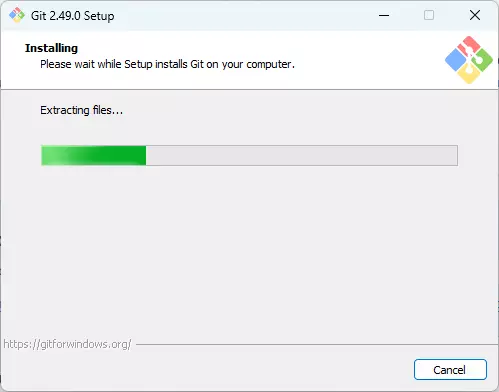 Git 2.49.0 Setup
Installing
Please wait while Setup installs Git on your computer.
Extracting files...
https://gitforwindows.org/
Cancel